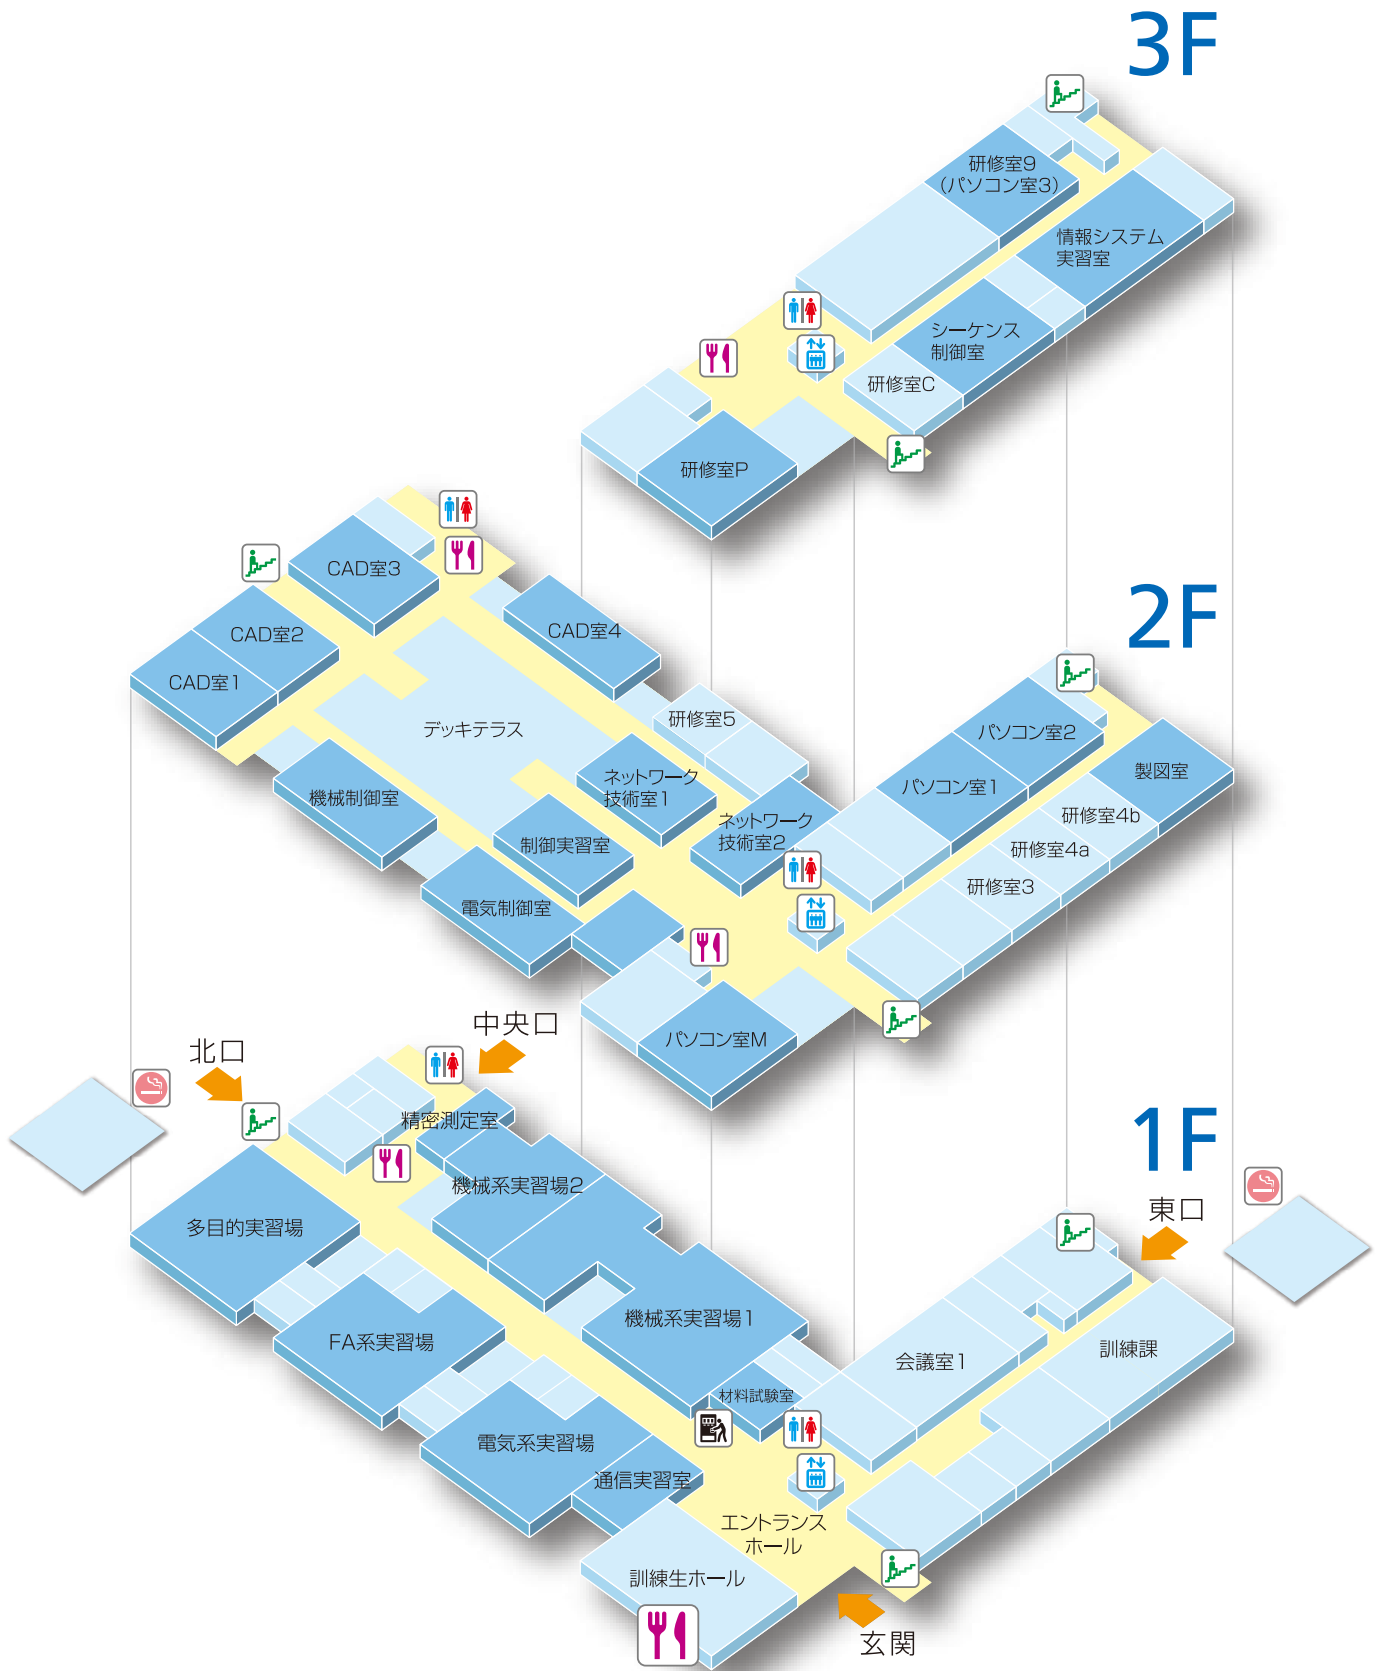 3F
研修室9
(パソコン室3)
情報システム
実習室
シーケンス
制御室
研修室C
研修室P
2F
CAD室3
CAD室2
CAD室1
CAD室4
デッキテラス
研修室5
ネットワーク
技術室1
ネットワーク
技術室2
機械制御室
制御実習室
電気制御室
パソコン室2
パソコン室1
製図室
研修室4b
研修室4a
研修室3
パソコン室M
1F
中央口
北口
東口
精密測定室
機械系実習場2
多目的実習場
機械系実習場1
FA系実習場
材料試験室
会議室1
訓練課
電気系実習場
通信実習室
エントランス
ホール
訓練生ホール
玄関